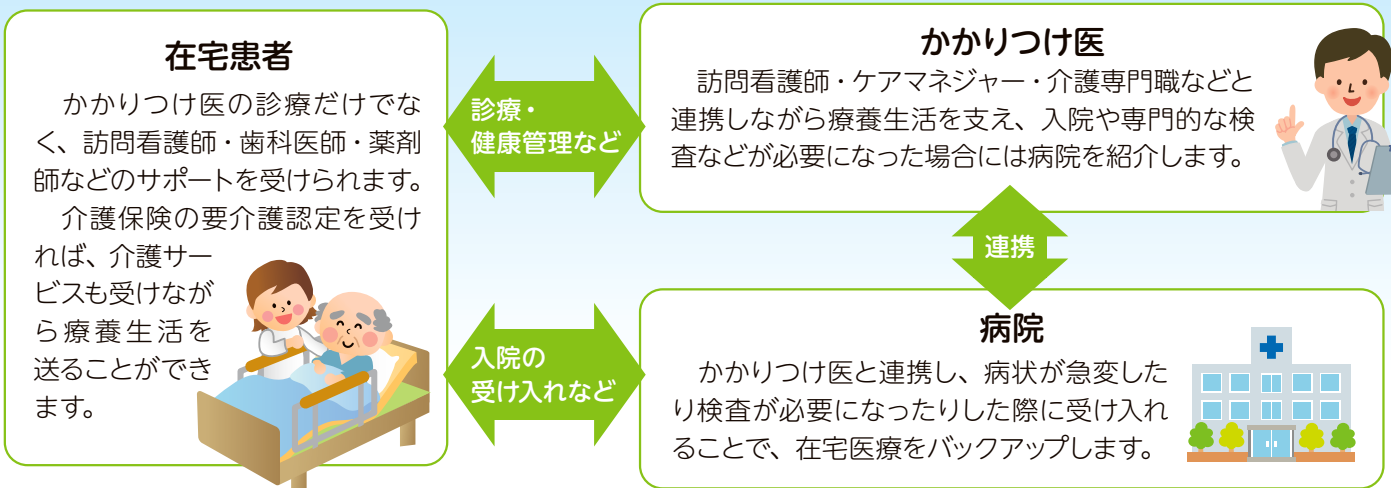 在宅患者
かかりつけ医の診療だけでな
く、訪問看護師・歯科医師・薬剤
師などのサポートを受けられます。
介護保険の要介護認定を受け
れば、介護サー
ビスも受けなが
ら療養生活を
送ることができ
ます。
診療・
健康管理など
かかりつけ医
訪問看護師・ケアマネジャー・介護専門職などと
連携しながら療養生活を支え、入院や専門的な検
査などが必要になった場合には病院を紹介します。
連携
入院の
受け入れなど
病院
かかりつけ医と連携し、病状が急変した
り検査が必要になったりした際に受け入れ
ることで、在宅医療をバックアップします。